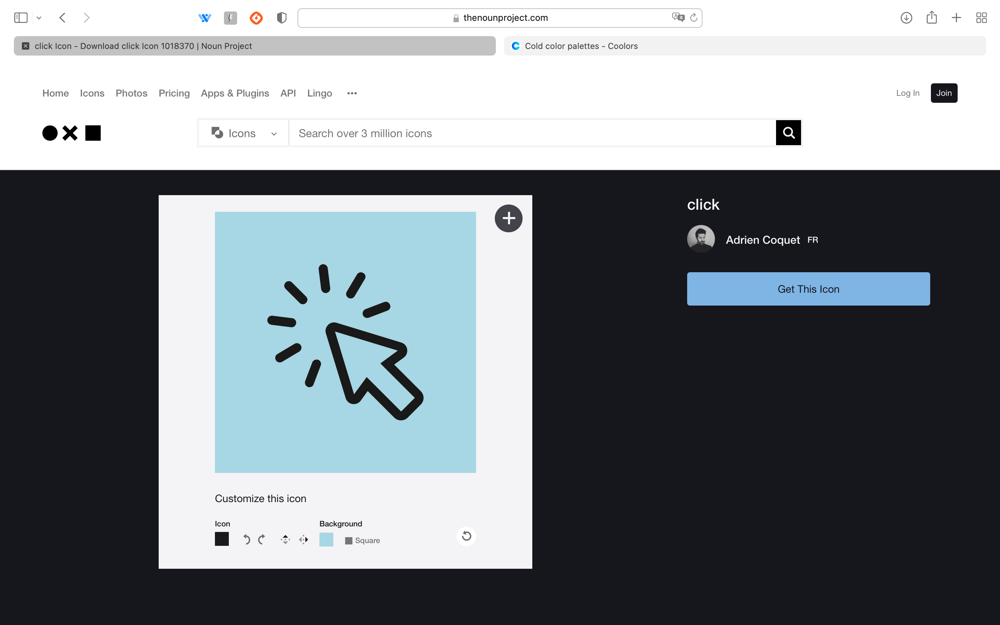 thenounproject.com
click Icon - Download click Icon 1018370 | Noun Project
Cold color palettes - Coolors
Home Icons Photos Pricing Apps & Plugins API Lingo •••
Log In Join
Icons Search over 3 million icons
click
Adrien Coquet FR
Get This Icon
Customize this icon
Icon Background
Square